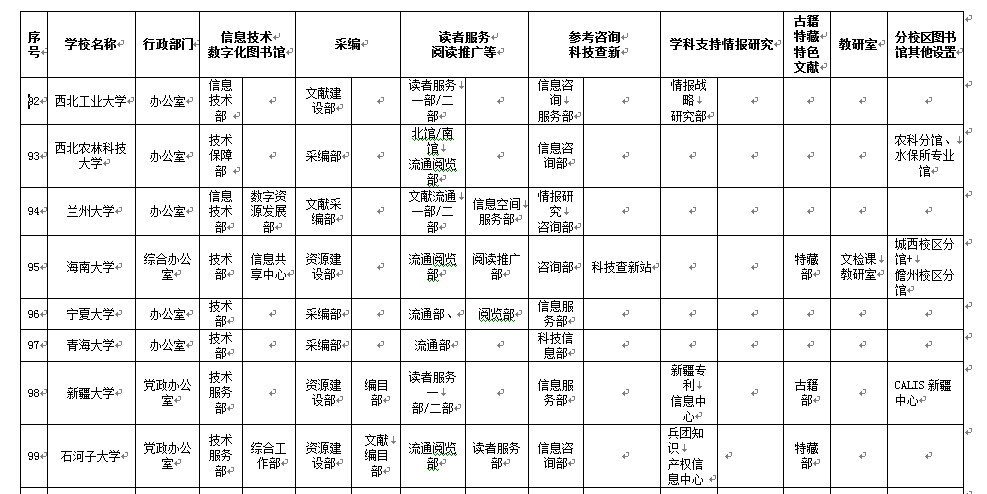 序号 学校名称 行政部门 信息技术 数字化图书馆 采编 读者服务 阅读推广等 参考咨询 科技查新 学科支持情报研究 古籍特藏特色文献 教研室 分校区图书馆其他设置
92 西北工业大学 办公室 信息技术部 文献建设部 读者服务一部/二部 信息咨询服务部 情报战略研究部
93 西北农林科技大学 办公室 技术保障部 采编部 北馆/南馆流通阅览部 信息咨询部 农科分馆、水保所专业馆
94 兰州大学 办公室 信息技术部 数字资源发展部 文献采编部 文献流通一部/二部 信息空间服务部 情报研究咨询部
95 海南大学 综合办公室 技术部 信息共享中心 资源建设部 流通阅览部 阅读推广部 咨询部 科技查新站 特藏部 文检课教研室 城西校区分馆+儋州校区分馆
96 宁夏大学 办公室 技术部 采编部 流通部、 阅览部 信息服务部
97 青海大学 办公室 技术部 采编部 流通部 科技信息部
98 新疆大学 党政办公室 技术服务部 资源建设部 编目部 读者服务一部/二部 信息服务部 新疆专利信息中心 古籍部 CALIS 新疆中心
99 石河子大学 党政办公室 技术服务部 综合工作部 资源建设部 文献编目部 流通阅览部 读者服务部 信息咨询部 兵团知识产权信息中心 特藏部